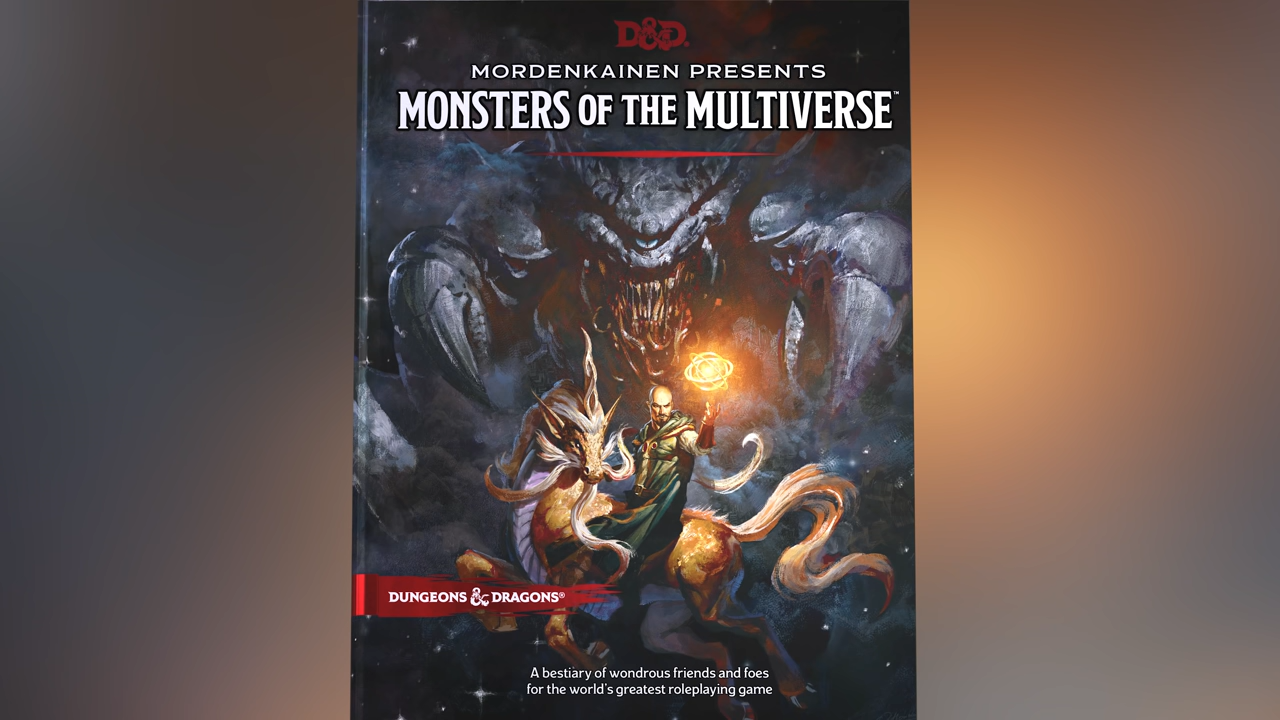 D&D®
MORDENKAINEN PRESENTS
MONSTERS OF THE MULTIVERSE™
DUNGEONS & DRAGONS®
A bestiary of wondrous friends and foes
for the world's greatest roleplaying game